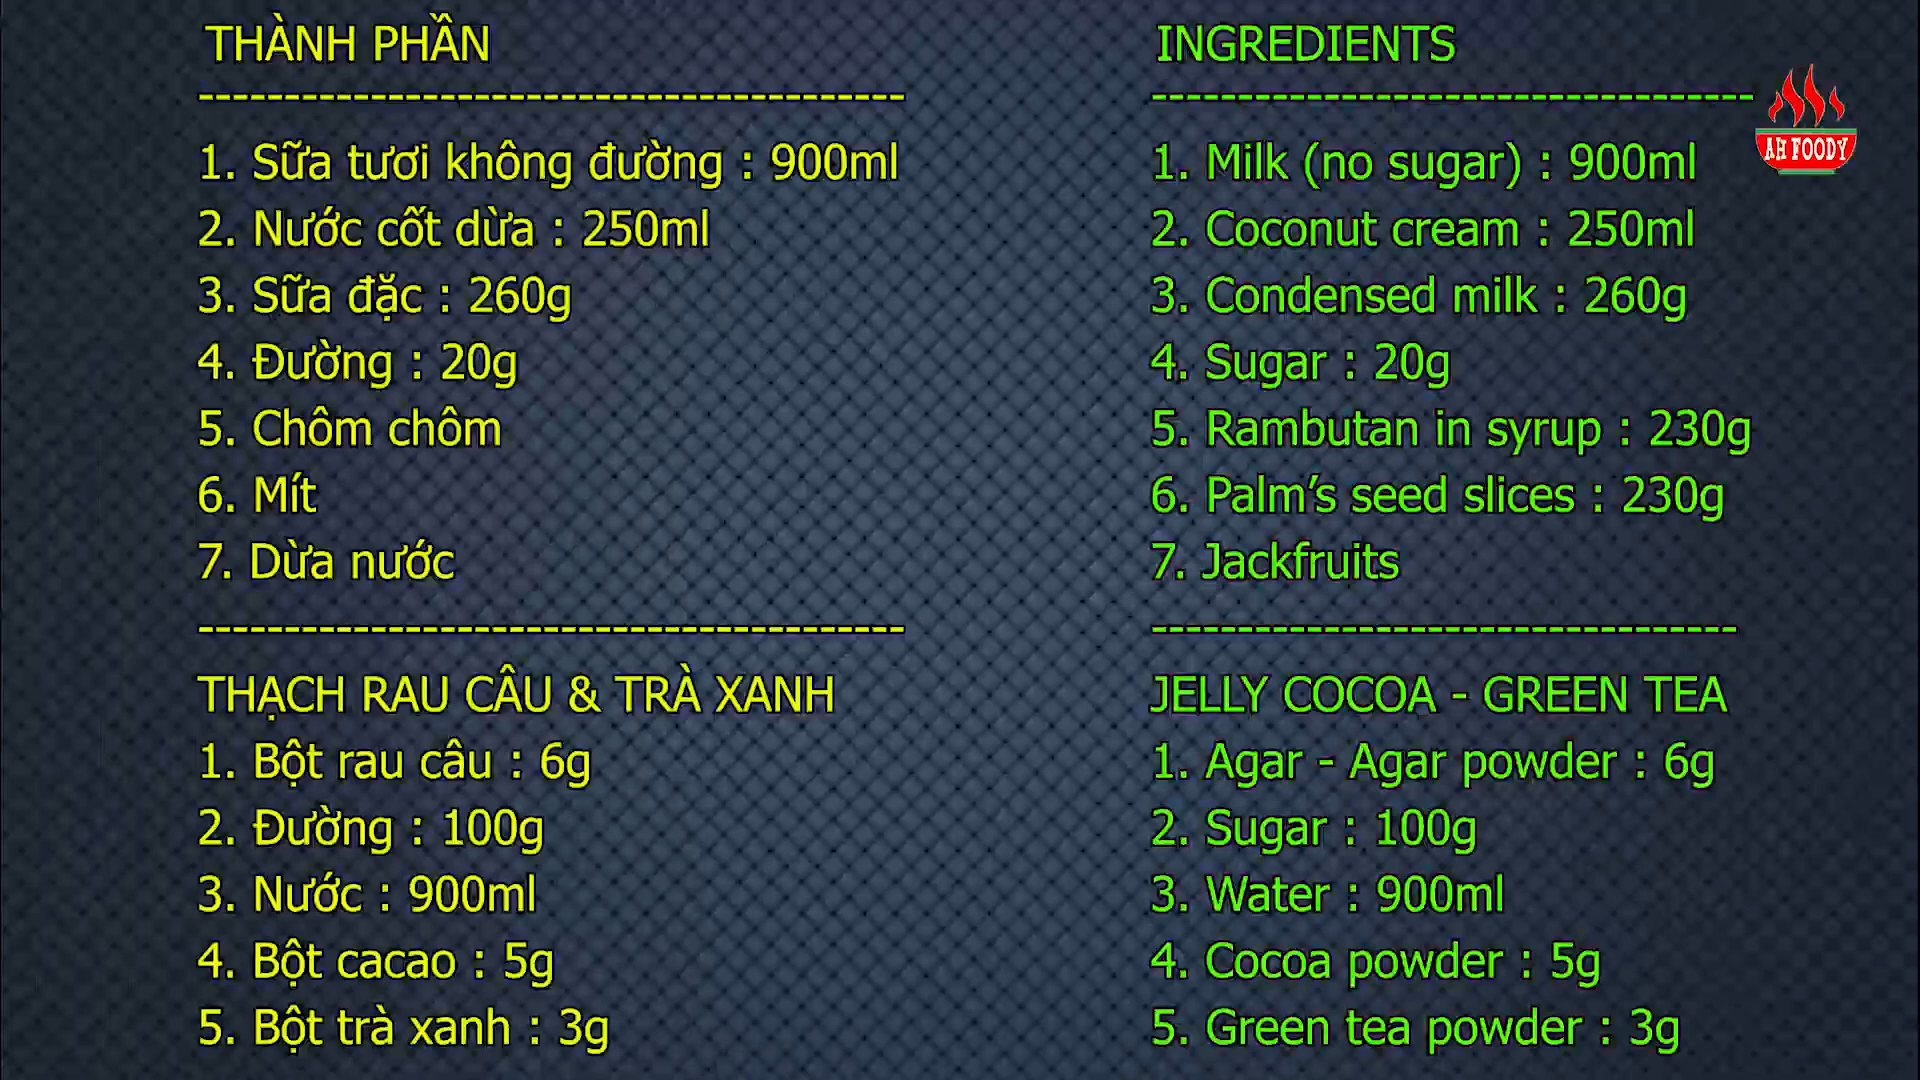 THÀNH PHẦN
---------------------------------------
1. Sữa tươi không đường : 900ml
2. Nước cốt dừa : 250ml
3. Sữa đặc : 260g
4. Đường : 20g
5. Chôm chôm
6. Mít
7. Dừa nước
---------------------------------------
THẠCH RAU CÂU & TRÀ XANH
1. Bột rau câu : 6g
2. Đường : 100g
3. Nước : 900ml
4. Bột cacao : 5g
5. Bột trà xanh : 3g
INGREDIENTS
---------------------------------
1. Milk (no sugar) : 900ml
2. Coconut cream : 250ml
3. Condensed milk : 260g
4. Sugar : 20g
5. Rambutan in syrup : 230g
6. Palm’s seed slices : 230g
7. Jackfruits
---------------------------------
JELLY COCOA - GREEN TEA
1. Agar - Agar powder : 6g
2. Sugar : 100g
3. Water : 900ml
4. Cocoa powder : 5g
5. Green tea powder : 3g
AH FOODY